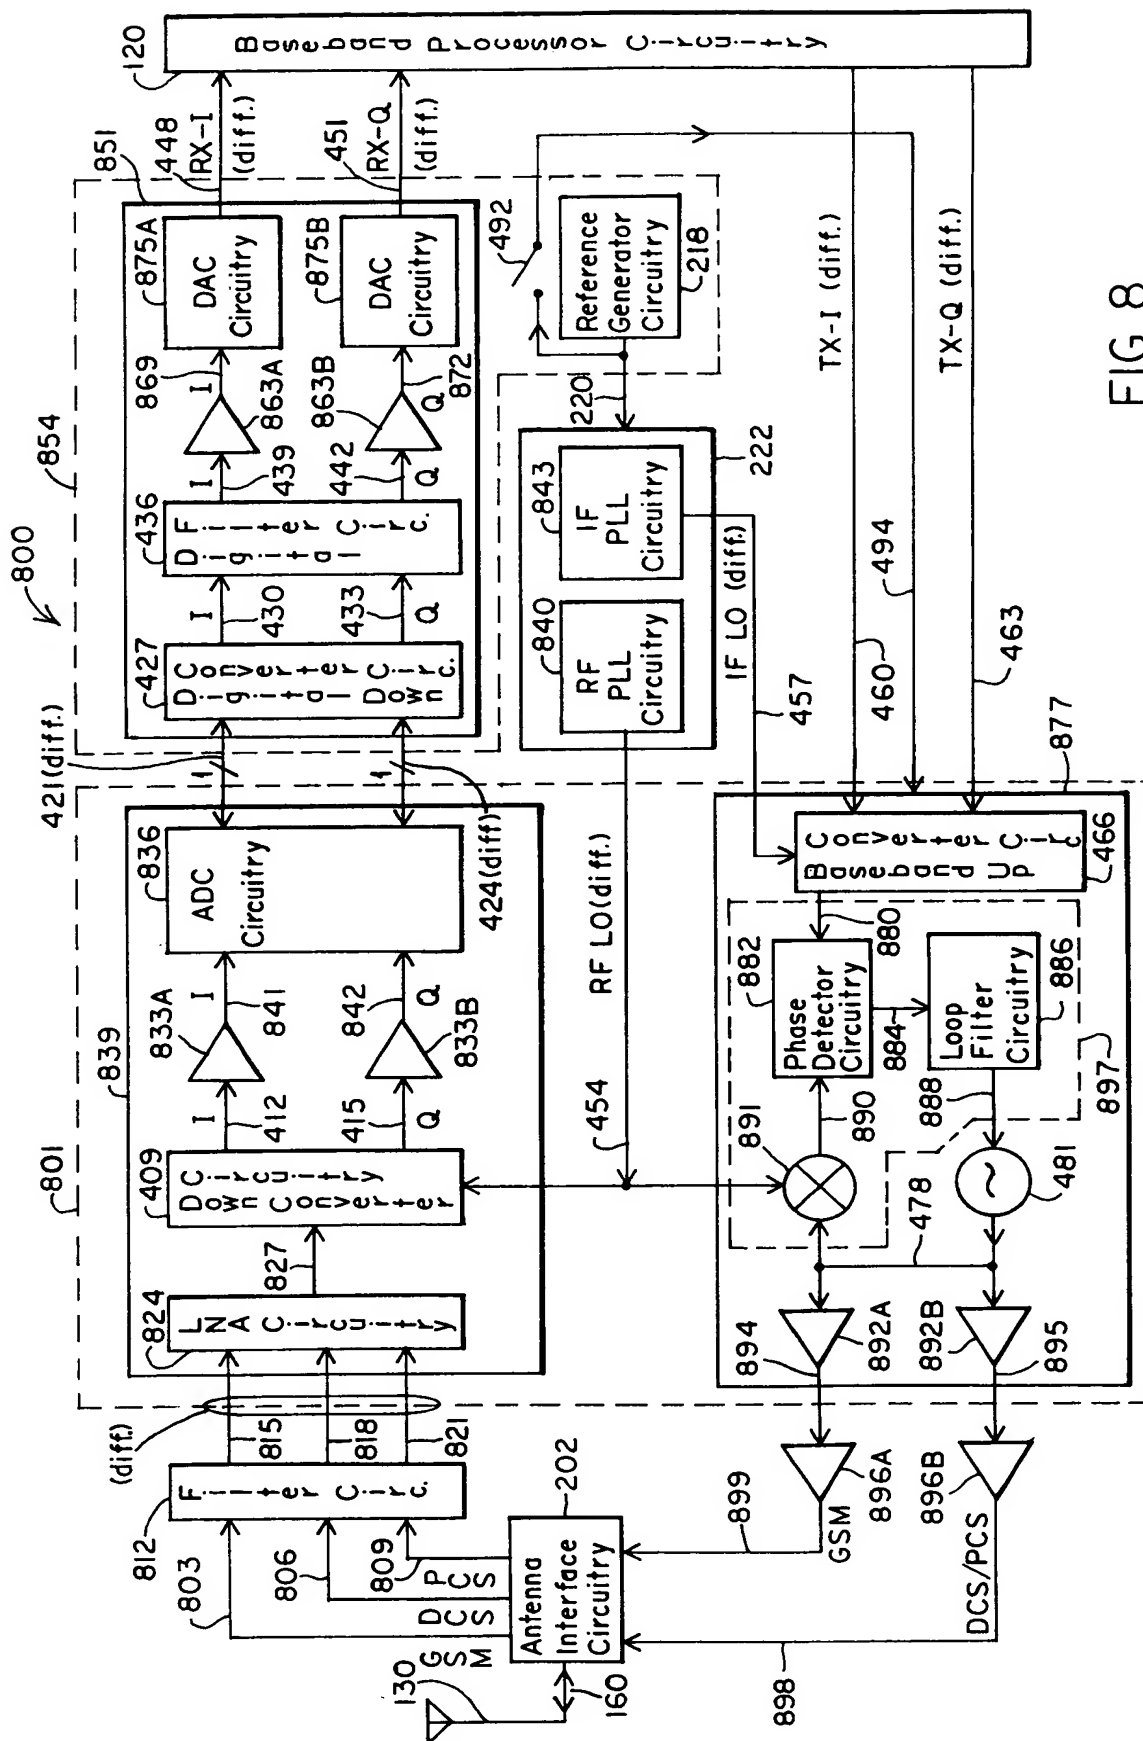 800
801
854
839
851
(diff.)
421 (diff.)
812
Filter Circ.
803
806
809
GSM
DCS
PCS
815
818
821
824
LNA Circuitry
827
409
Down Converter
Circuitry
I
412
415
Q
833A
833B
I
841
842
Q
836
ADC
Circuitry
424 (diff)
427
Digital Down
Converter Circ.
I
430
433
Q
436
Digital
Filter Circ.
I
439
442
Q
863A
863B
869
I
Q
872
875A
DAC
Circuitry
875B
DAC
Circuitry
448
RX-I
(diff.)
451
RX-Q
(diff.)
120
Baseband Processor Circuitry
130
160
Antenna
Interface
Circuitry
202
RF LO (diff.)
454
840
RF
PLL
Circuitry
843
IF
PLL
Circuitry
222
220
492
Reference
Generator
Circuitry
218
IF LO (diff.)
457
TX-I (diff.)
460
494
TX-Q (diff.)
463
877
Baseband Up
Converter Circ.
466
880
882
Phase
Detector
Circuitry
884
Loop
Filter
Circuitry
886
888
890
891
897
481
478
892A
892B
894
895
896A
896B
GSM
899
DCS/PCS
898
FIG. 8